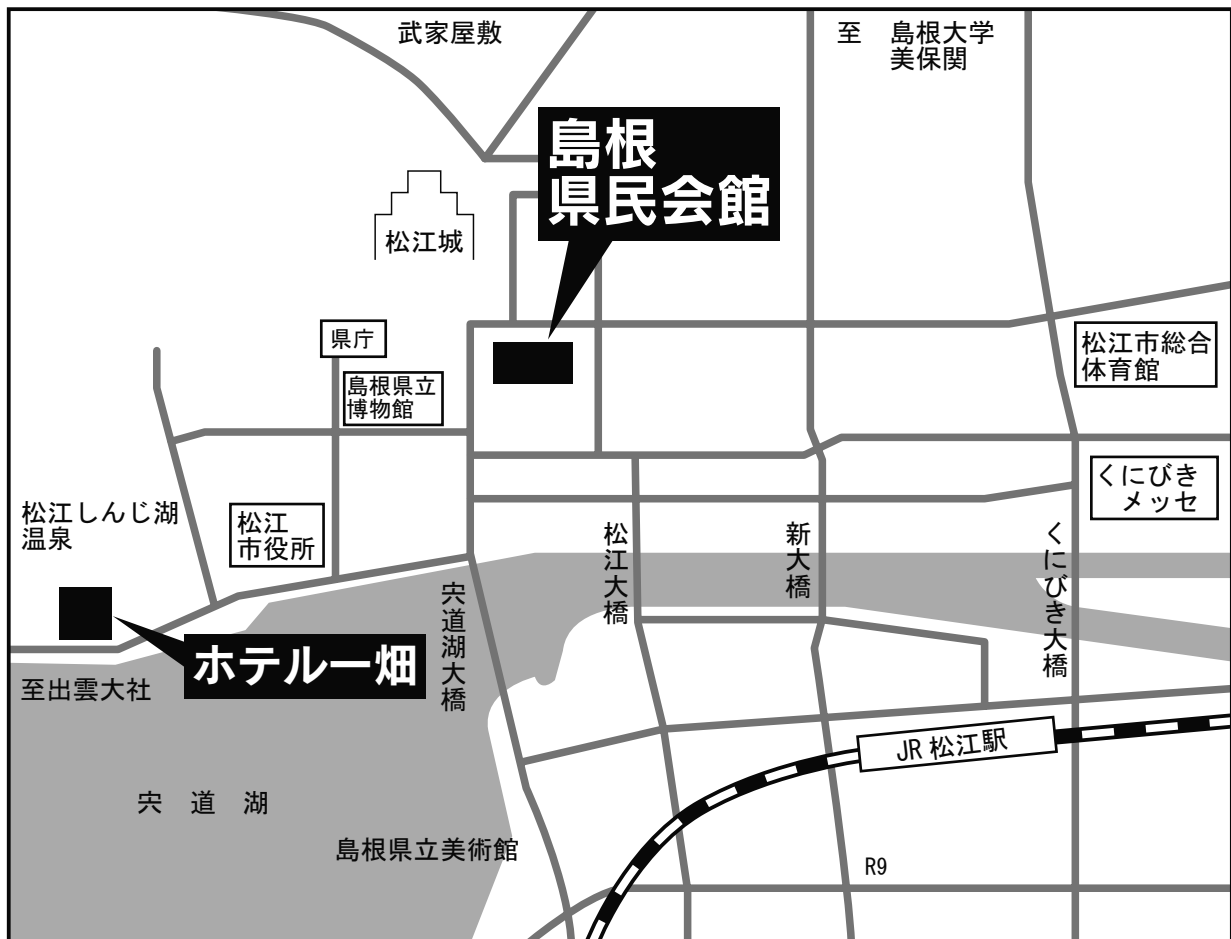 武家屋敷
至　島根大学
美保関
島根
県民会館
松江城
県庁
島根県立
博物館
松江市総合
体育館
くにびき
メッセ
松江しんじ湖
温泉
松江
市役所
宍道湖大橋
松江大橋
新大橋
くにびき大橋
ホテル一畑
至出雲大社
JR 松江駅
宍　道　湖
島根県立美術館
R9